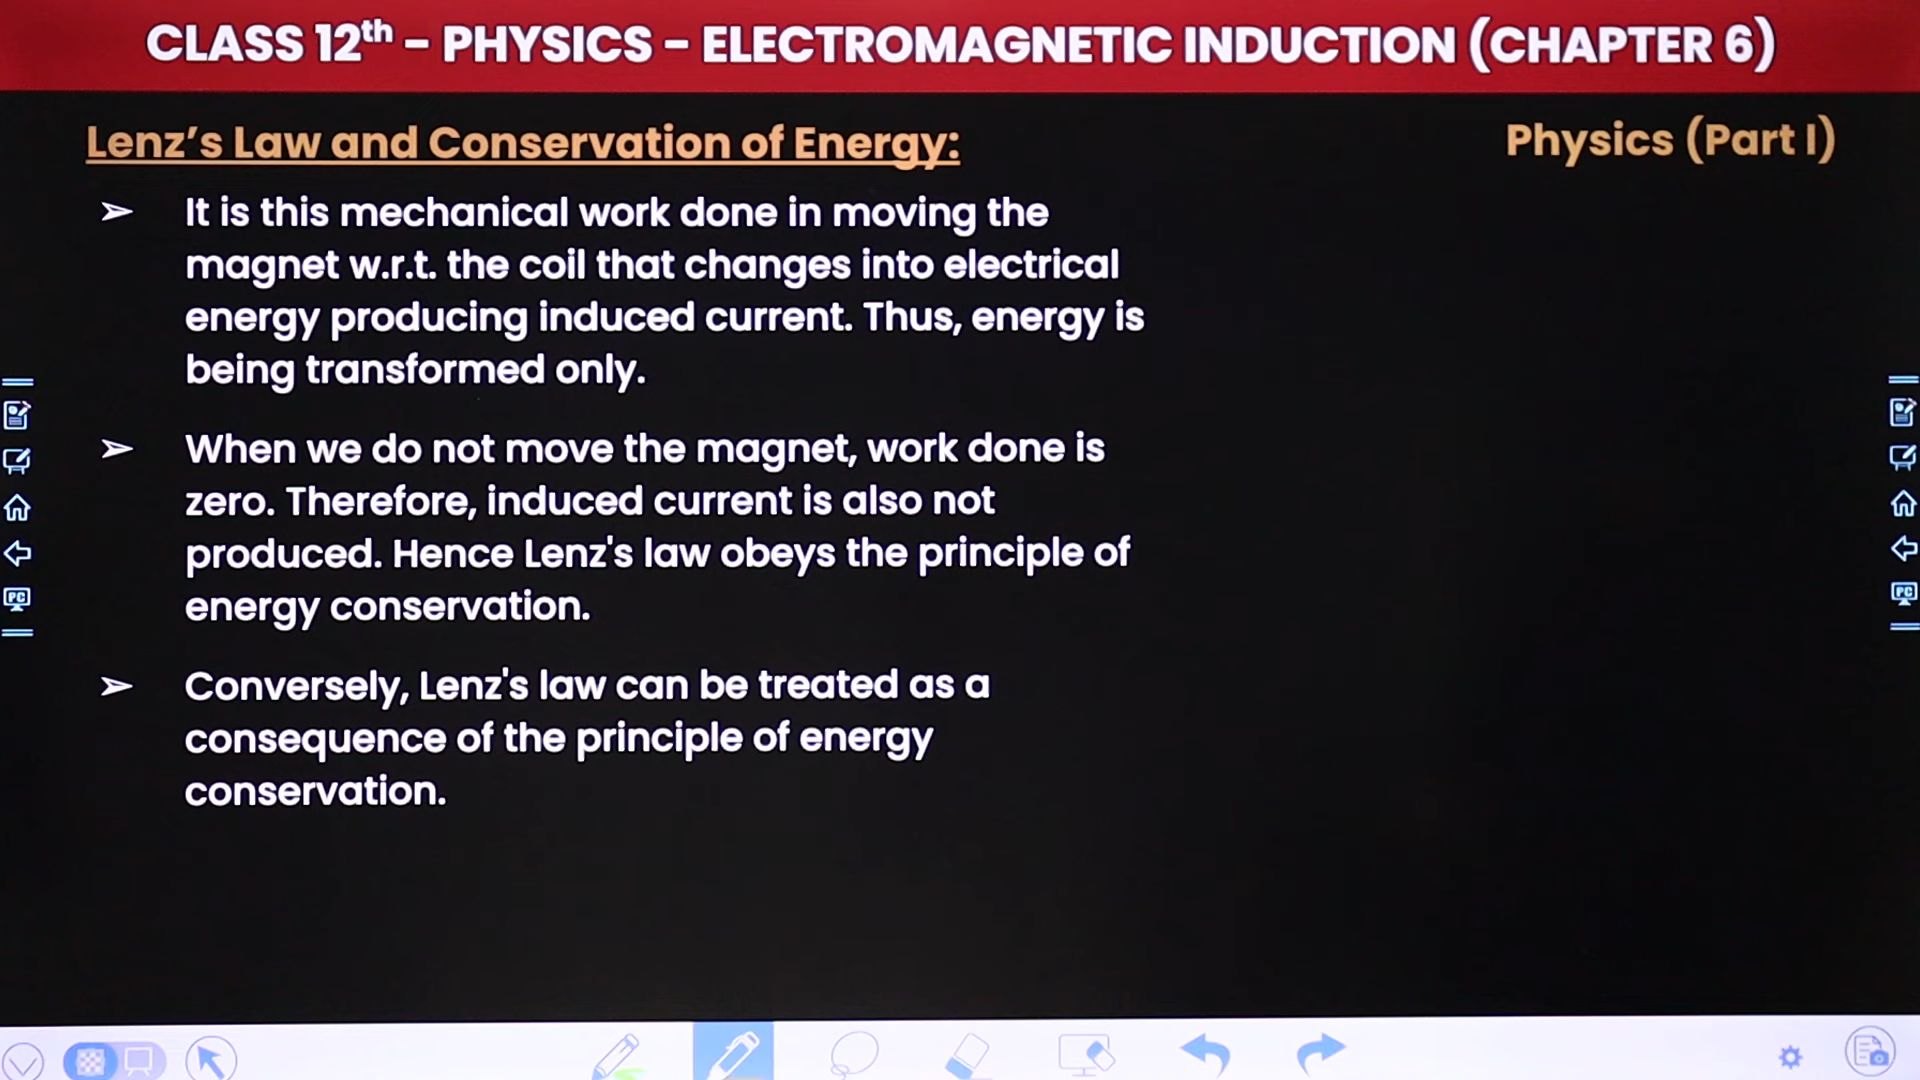 CLASS 12th – PHYSICS – ELECTROMAGNETIC INDUCTION (CHAPTER 6)
Lenz’s Law and Conservation of Energy:
Physics (Part I)
➢ It is this mechanical work done in moving the
magnet w.r.t. the coil that changes into electrical
energy producing induced current. Thus, energy is
being transformed only.
➢ When we do not move the magnet, work done is
zero. Therefore, induced current is also not
produced. Hence Lenz's law obeys the principle of
energy conservation.
➢ Conversely, Lenz's law can be treated as a
consequence of the principle of energy
conservation.
PC
PC